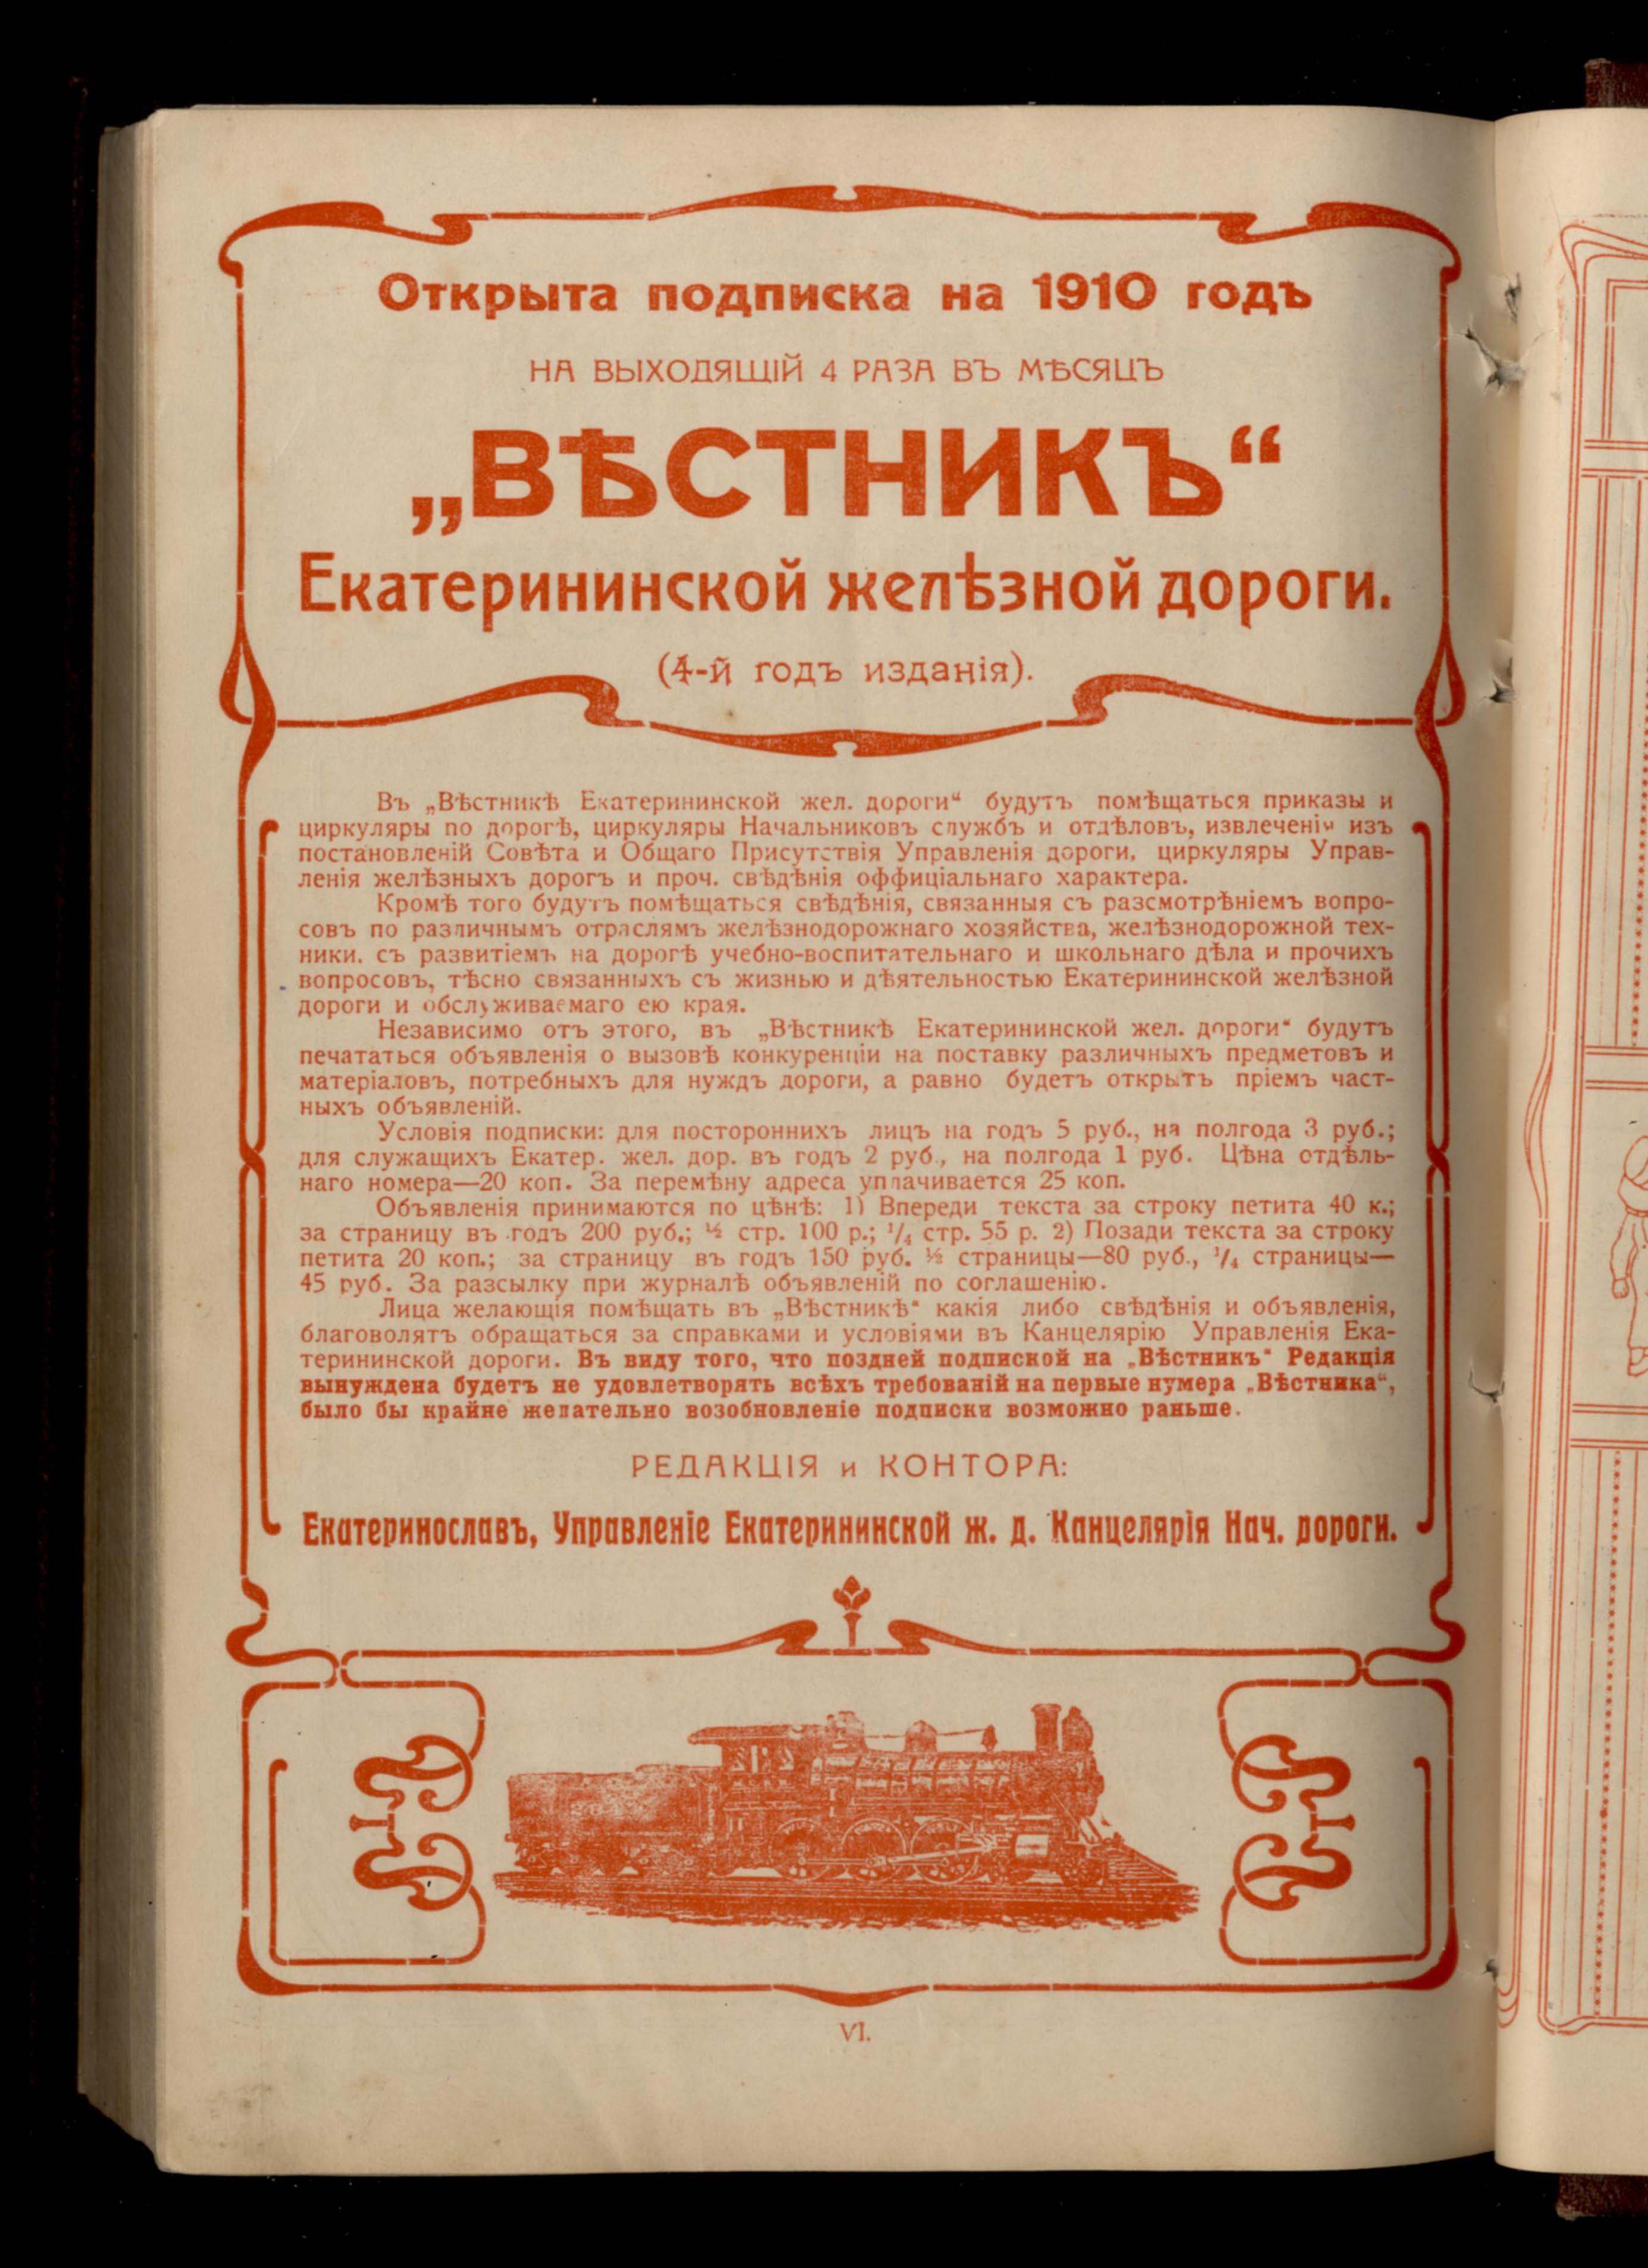 Открыта подписка на 1910 годъ
НА ВЫХОДЯЩІЙ 4 РАЗА ВЪ МѢСЯЦЪ
„ВѢСТНИКЪ“
Екатерининской желѣзной дороги.
(4-й годъ изданія).
Въ „Вѣстникѣ Екатерининской жел. дороги“ будутъ помѣщаться приказы и
циркуляры по дорогѣ, циркуляры Начальниковъ службъ и отдѣловъ, извлеченія изъ
постановленій Совѣта и Общаго Присутствія Управленія дороги, циркуляры Управ-
ленія желѣзныхъ дорогъ и проч. свѣдѣнія оффиціальнаго характера.
Кромѣ того будутъ помѣщаться свѣдѣнія, связанныя съ разсмотрѣніемъ вопро-
совъ по различнымъ отраслямъ желѣзнодорожнаго хозяйства, желѣзнодорожной тех-
ники, съ развитіемъ на дорогѣ учебно-воспитательнаго и школьнаго дѣла и прочихъ
вопросовъ, тѣсно связанныхъ съ жизнью и дѣятельностью Екатерининской желѣзной
дороги и обслуживаемаго ею края.
Независимо отъ этого, въ „Вѣстникѣ Екатерининской жел. дороги“ будутъ
печататься объявленія о вызовѣ конкуренціи на поставку различныхъ предметовъ и
матеріаловъ, потребныхъ для нуждъ дороги, а равно будетъ открытъ пріемъ част-
ныхъ объявленій.
Условія подписки: для постороннихъ лицъ на годъ 5 руб., на полгода 3 руб.;
для служащихъ Екатер. жел. дор. въ годъ 2 руб., на полгода 1 руб. Цѣна отдѣль-
наго номера—20 коп. За перемѣну адреса уплачивается 25 коп.
Объявленія принимаются по цѣнѣ: 1) Впереди текста за строку петита 40 к.;
за страницу въ годъ 200 руб.; ½ стр. 100 р.; ¼ стр. 55 р. 2) Позади текста за строку
петита 20 коп.; за страницу въ годъ 150 руб. ½ страницы—80 руб., ¼ страницы—
45 руб. За разсылку при журналѣ объявленій по соглашенію.
Лица желающія помѣщать въ „Вѣстникѣ“ какія либо свѣдѣнія и объявленія,
благоволятъ обращаться за справками и условіями въ Канцелярію Управленія Ека-
терининской дороги. Въ виду того, что поздней подпиской на „Вѣстникъ“ Редакція
вынуждена будетъ не удовлетворять всѣхъ требованій на первые нумера „Вѣстника“,
было бы крайне желательно возобновленіе подписки возможно раньше.
РЕДАКЦІЯ и КОНТОРА:
Екатеринославъ, Управленіе Екатерининской ж. д. Канцелярія Нач. дороги.
VI.